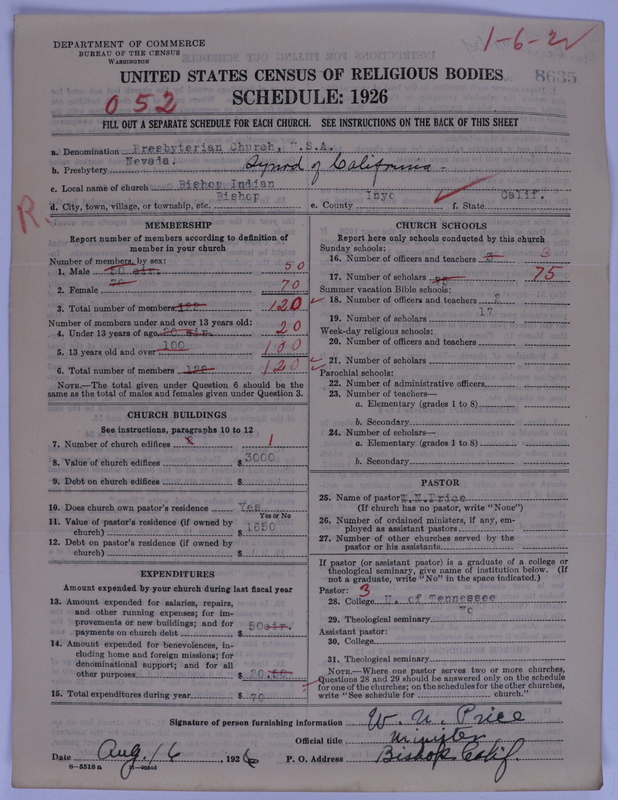 DEPARTMENT OF COMMERCE
BUREAU OF THE CENSUS
WASHINGTON
1-6-2
8635
UNITED STATES CENSUS OF RELIGIOUS BODIES
052
SCHEDULE: 1926
FILL OUT A SEPARATE SCHEDULE FOR EACH CHURCH. SEE INSTRUCTIONS ON THE BACK OF THIS SHEET
a. Denomination Presbyterian Church, U.S.A.
b. Presbytery Nevada. Synod of California
c. Local name of church Bishop Indian
d. City, town, village, or township, etc. Bishop e. County Inyo f. State Calif.
R
MEMBERSHIP
Report number of members according to definition of
member in your church
Number of members, by sex:
1. Male 50 cir. 50
2. Female 70 70
3. Total number of members 120
Number of members under and over 13 years old:
4. Under 13 years of age 20 cir. 20
5. 13 years old and over 100 100
6. Total number of members 120
NOTE.—The total given under Question 6 should be the
same as the total of males and females given under Question 3.
CHURCH BUILDINGS
See instructions, paragraphs 10 to 12
7. Number of church edifices 1
8. Value of church edifices $ 3000
9. Debt on church edifices $
10. Does church own pastor's residence Yes
Yes or No
11. Value of pastor's residence (if owned by
church) $ 1650
12. Debt on pastor's residence (if owned by
church) $
EXPENDITURES
Amount expended by your church during last fiscal year
13. Amount expended for salaries, repairs,
and other running expenses; for im-
provements or new buildings; and for
payments on church debt $ 50 cir.
14. Amount expended for benevolences, in-
cluding home and foreign missions; for
denominational support; and for all
other purposes $ 20.
15. Total expenditures during year $ 70
CHURCH SCHOOLS
Report here only schools conducted by this church
Sunday schools:
16. Number of officers and teachers 3 3
17. Number of scholars 75 75
Summer vacation Bible schools:
18. Number of officers and teachers 2
19. Number of scholars 17
Week-day religious schools:
20. Number of officers and teachers
21. Number of scholars
Parochial schools:
22. Number of administrative officers
23. Number of teachers—
a. Elementary (grades 1 to 8)
b. Secondary
24. Number of scholars—
a. Elementary (grades 1 to 8)
b. Secondary
PASTOR
25. Name of pastor W.N.Price
(If church has no pastor, write "None")
26. Number of ordained ministers, if any, em-
ployed as assistant pastors
27. Number of other churches served by the
pastor or his assistants
If pastor (or assistant pastor) is a graduate of a college or
theological seminary, give name of institution below. (If
not a graduate, write "No" in the space indicated.)
Pastor: 3
28. College U. of Tennessee
29. Theological seminary No
Assistant pastor:
30. College
31. Theological seminary
NOTE.—Where one pastor serves two or more churches,
Questions 28 and 29 should be answered only on the schedule
for one of the churches; on the schedules for the other churches,
write "See schedule for church."
Signature of person furnishing information W. N. Price
Official title Minister
Date Aug. 16, 1926 P. O. Address Bishop Calif.
8-5518 a